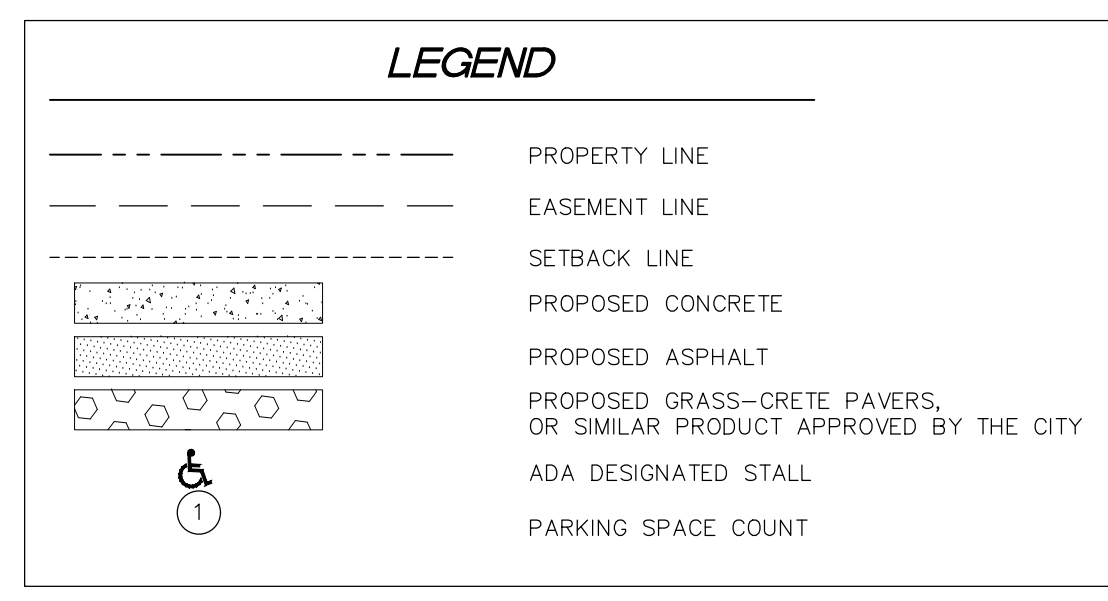 LEGEND
PROPERTY LINE
EASEMENT LINE
SETBACK LINE
PROPOSED CONCRETE
PROPOSED ASPHALT
PROPOSED GRASS-CRETE PAVERS,
OR SIMILAR PRODUCT APPROVED BY THE CITY
ADA DESIGNATED STALL
1
PARKING SPACE COUNT